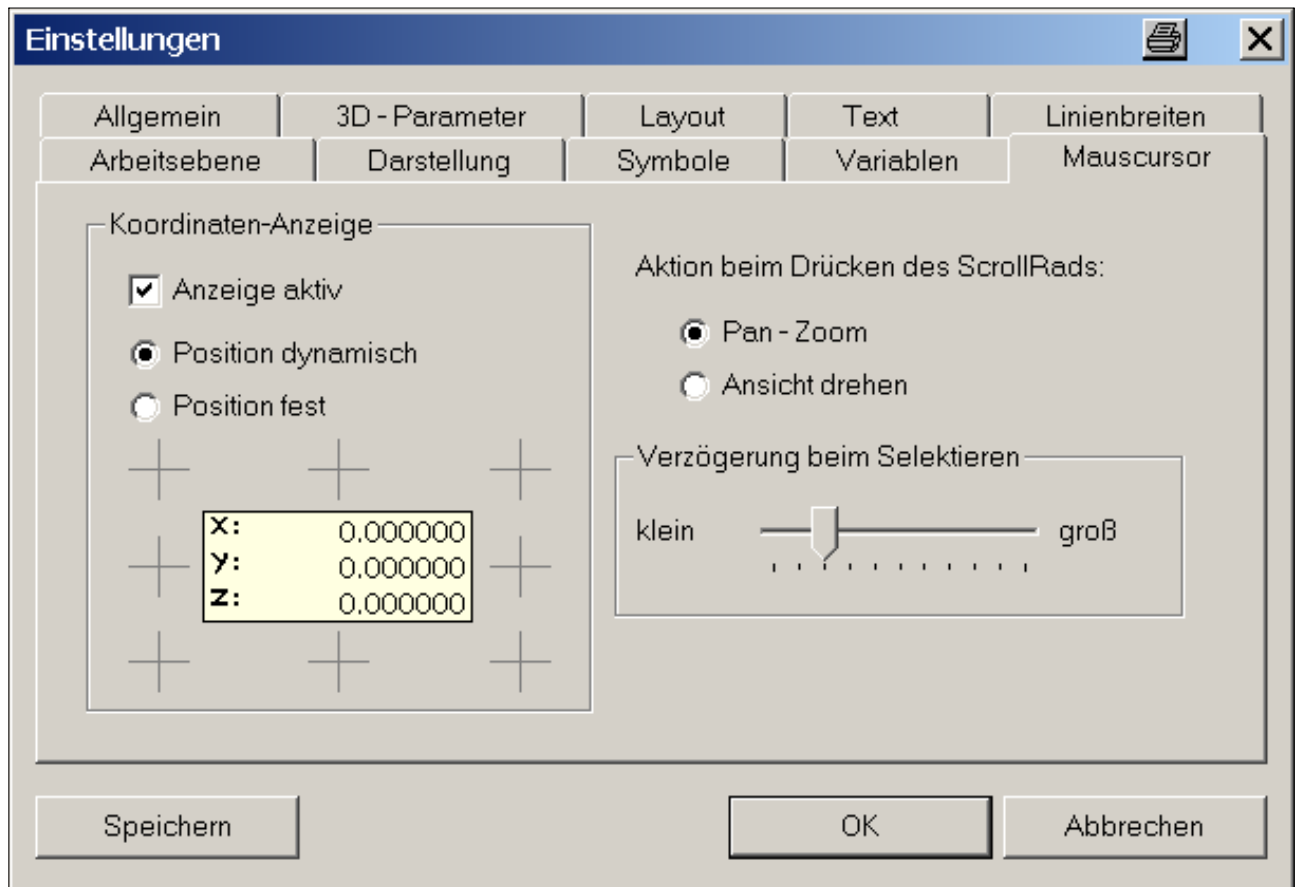 Einstellungen
Allgemein
3D - Parameter
Layout
Text
Linienbreiten
Arbeitsebene
Darstellung
Symbole
Variablen
Mauscursor
Koordinaten-Anzeige
Anzeige aktiv
Position dynamisch
Position fest
X: 0.000000
Y: 0.000000
Z: 0.000000
Aktion beim Drücken des ScrollRads:
Pan - Zoom
Ansicht drehen
Verzögerung beim Selektieren
klein
groß
Speichern
OK
Abbrechen